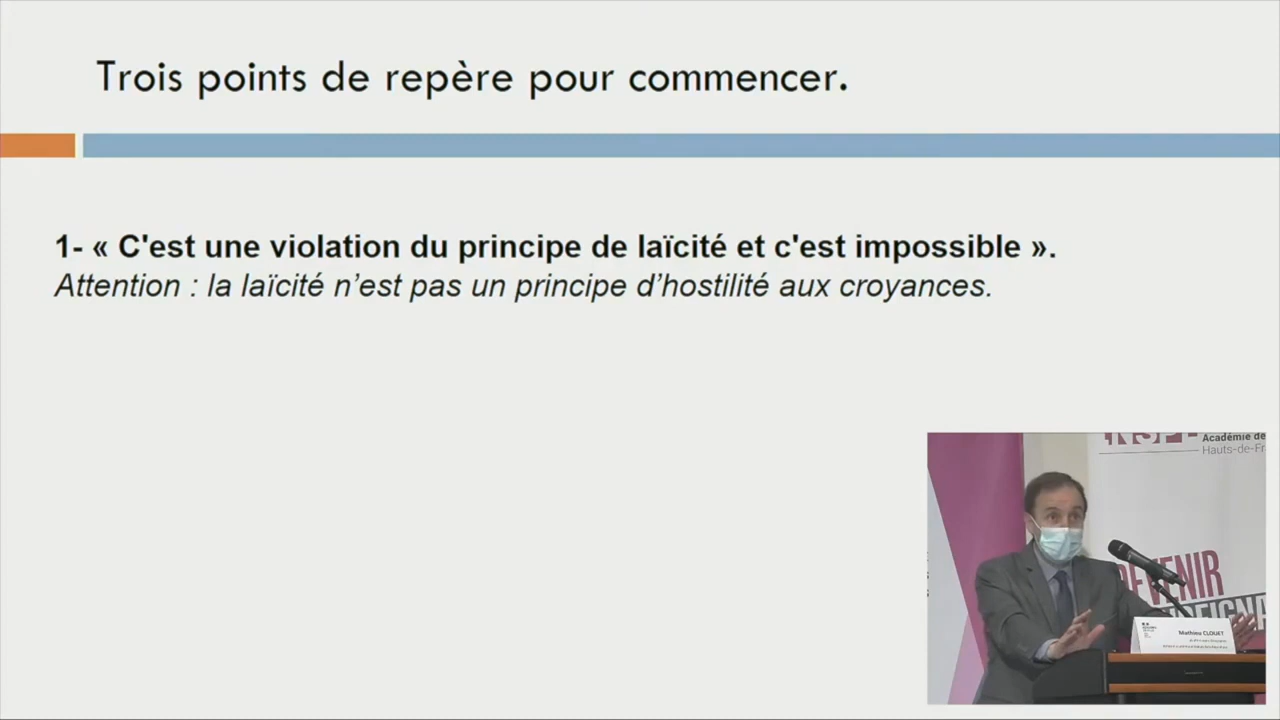 Trois points de repère pour commencer.
1- « C'est une violation du principe de laïcité et c'est impossible ».
Attention : la laïcité n’est pas un principe d’hostilité aux croyances.
Académie de
Hauts-de-Fr
Mathieu CLOUET